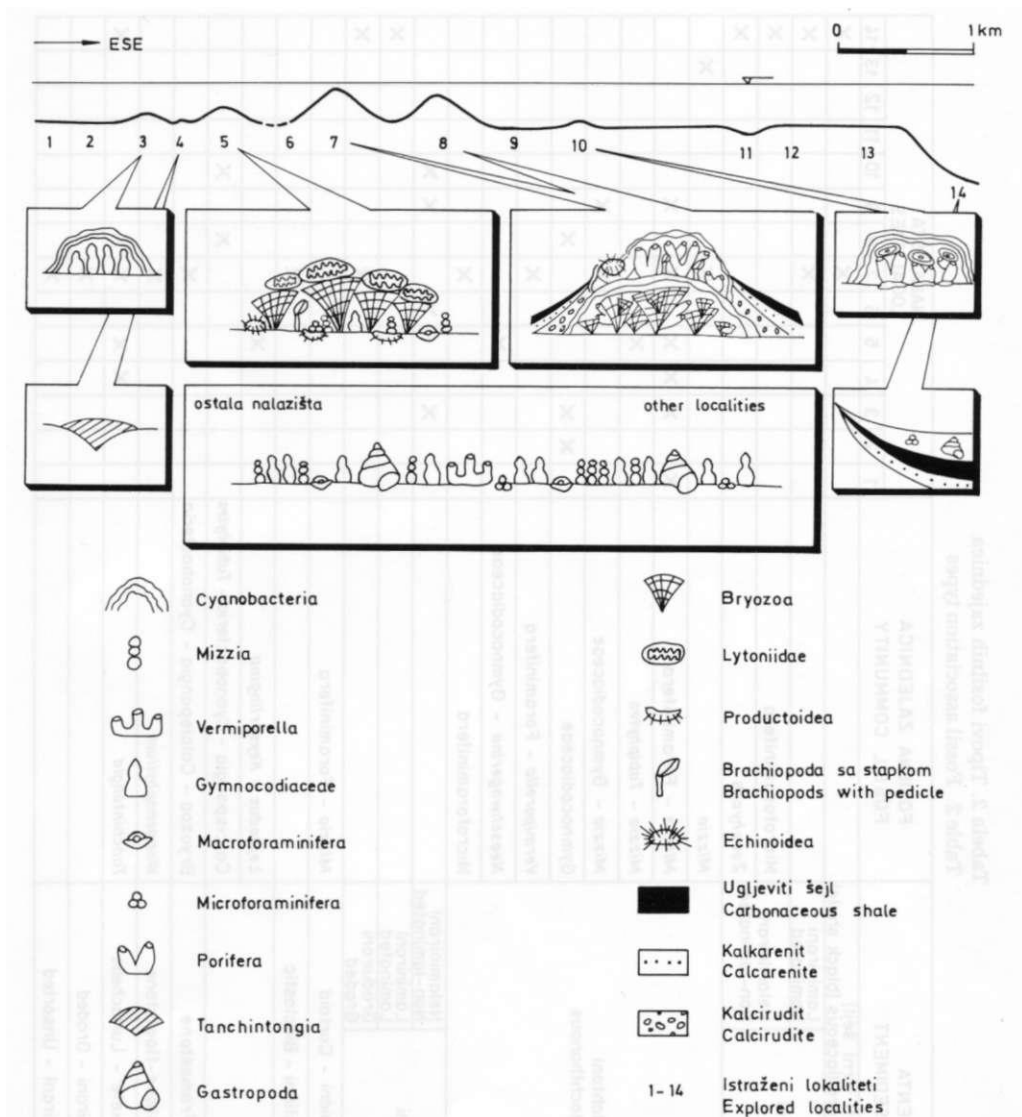 ESE
0 1km
1 2 3 4 5 6 7 8 9 10 11 12 13
14
ostala nalazišta other localities
Cyanobacteria
Mizzia
Vermiporella
Gymnocodiaceae
Macroforaminifera
Microforaminifera
Porifera
Tanchintongia
Gastropoda
Bryozoa
Lytoniidae
Productoidea
Brachiopoda sa stapkom
Brachiopods with pedicle
Echinoidea
Ugljeviti šejl
Carbonaceous shale
Kalkarenit
Calcarenite
Kalcirudit
Calcirudite
1-14
Istraženi lokaliteti
Explored localities